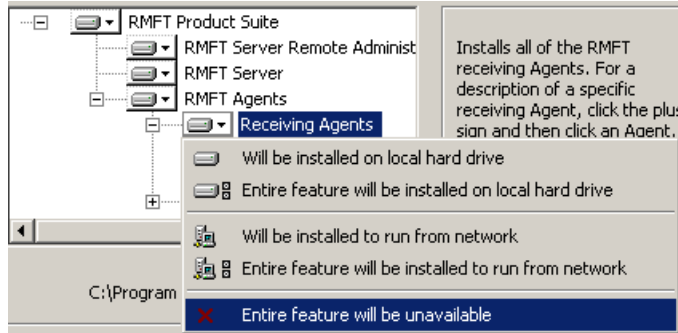 RMFT Product Suite
RMFT Server Remote Administ
RMFT Server
RMFT Agents
Receiving Agents
Installs all of the RMFT
receiving Agents. For a
description of a specific
receiving Agent, click the plus
sign and then click an Agent.
Will be installed on local hard drive
Entire feature will be installed on local hard drive
Will be installed to run from network
Entire feature will be installed to run from network
Entire feature will be unavailable
C:\Program